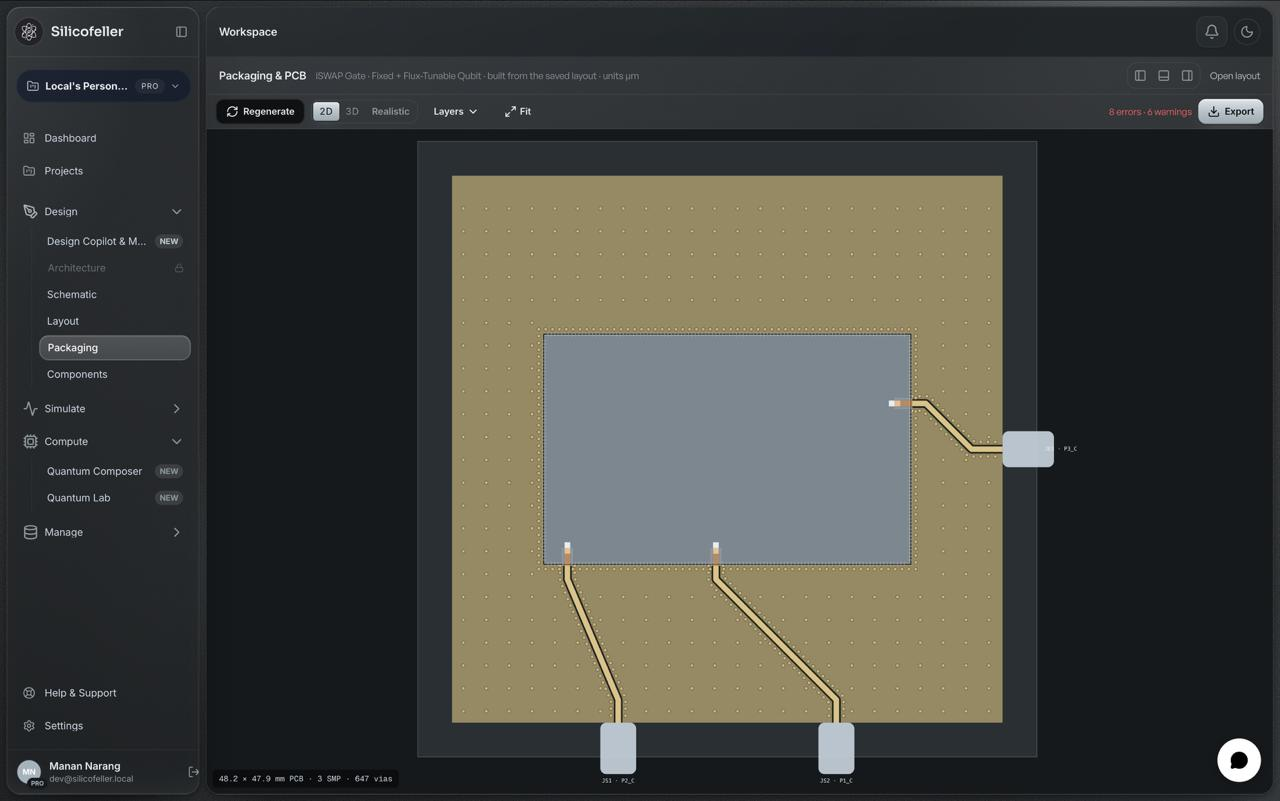 Silicofeller
Local's Person... PRO
Dashboard
Projects
Design
Design Copilot & M... NEW
Architecture
Schematic
Layout
Packaging
Components
Simulate
Compute
Quantum Composer NEW
Quantum Lab NEW
Manage
Help & Support
Settings
MN
PRO
Manan Narang
dev@silicofeller.local
Workspace
Packaging & PCB ISWAP Gate · Fixed + Flux-Tunable Qubit · built from the saved layout · units µm
Open layout
Regenerate 2D 3D Realistic Layers Fit
8 errors · 6 warnings Export
· P3_C
JS1 · P2_C
JS2 · P1_C
48.2 × 47.9 mm PCB · 3 SMP · 647 vias